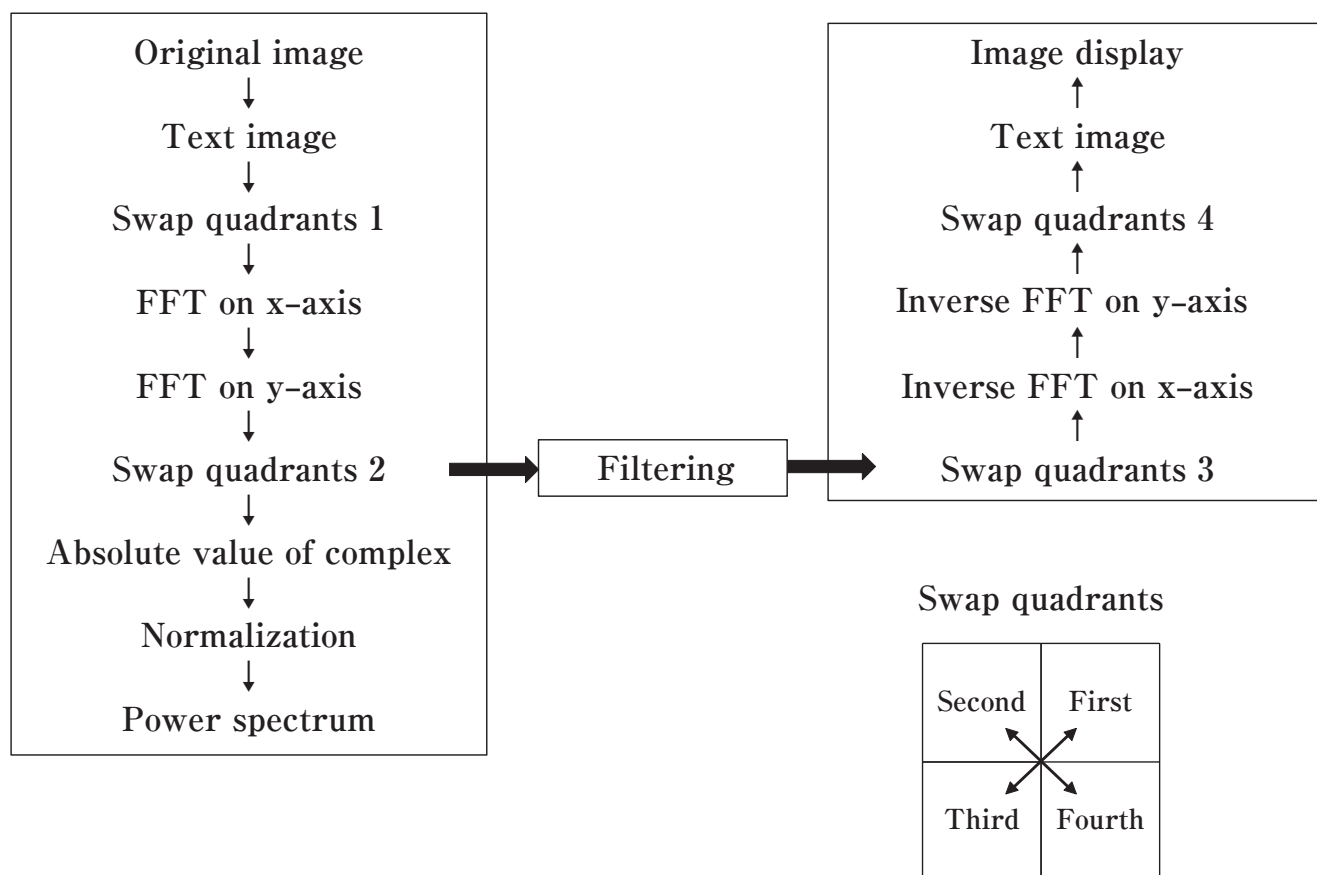 Original image
Text image
Swap quadrants 1
FFT on x-axis
FFT on y-axis
Swap quadrants 2
Absolute value of complex
Normalization
Power spectrum
Filtering
Image display
Text image
Swap quadrants 4
Inverse FFT on y-axis
Inverse FFT on x-axis
Swap quadrants 3
Swap quadrants
Second First
Third Fourth